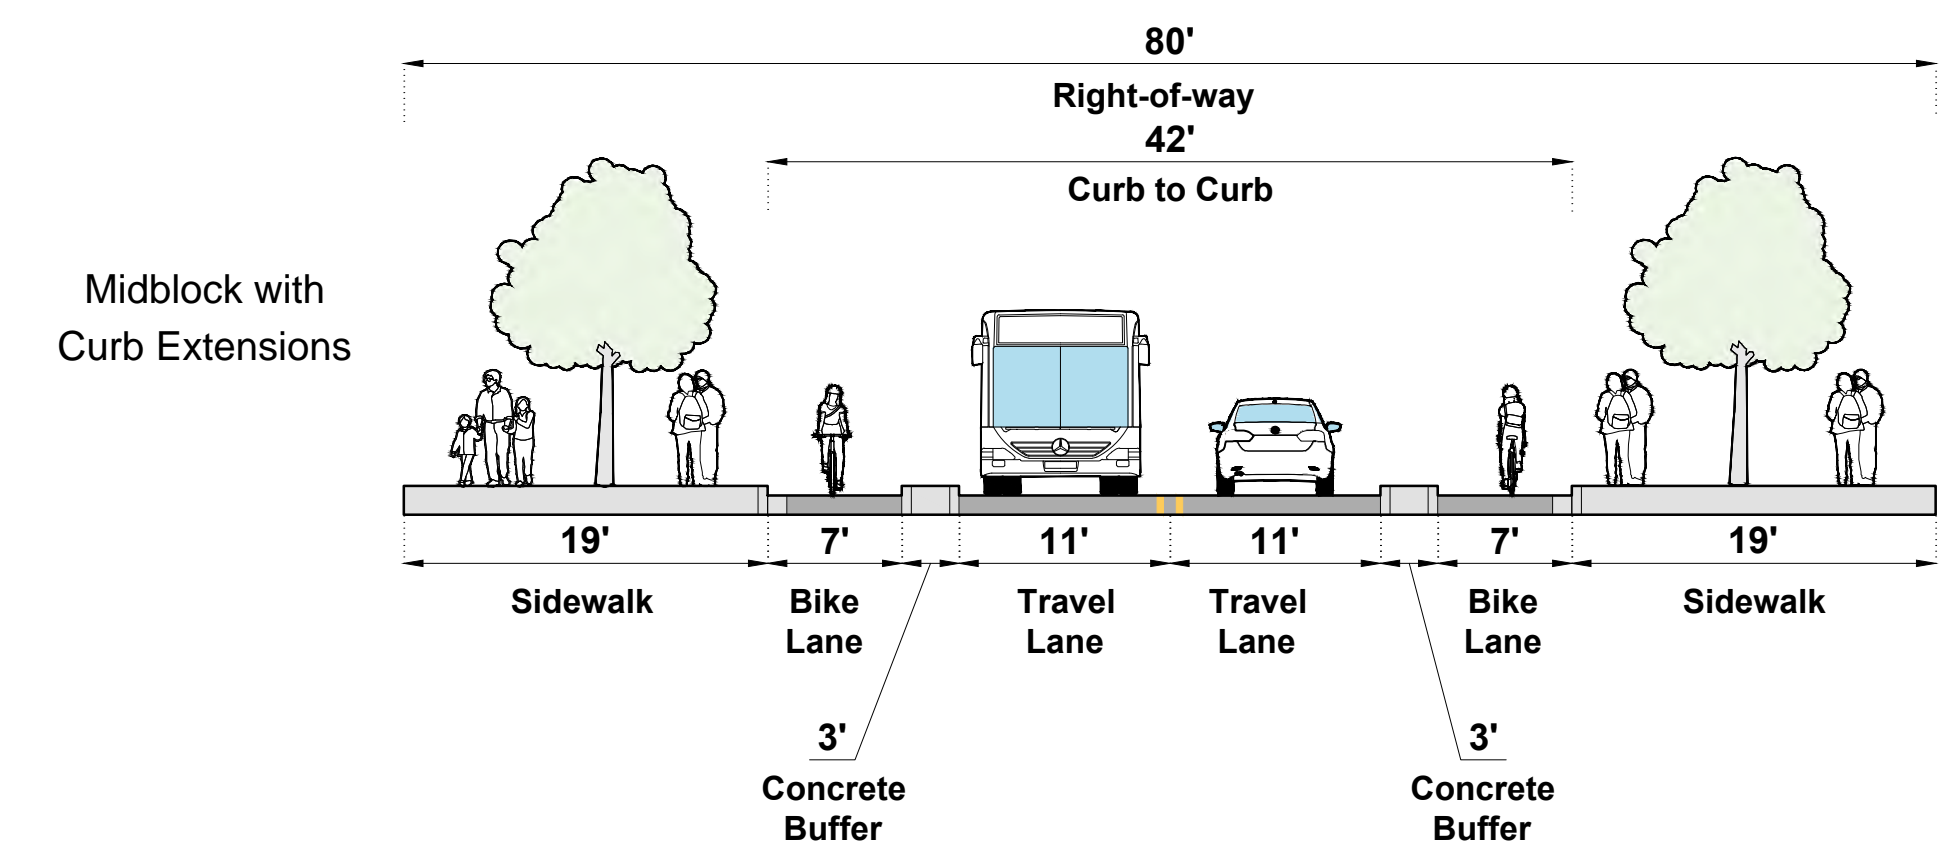 80'
Right-of-way
42'
Curb to Curb
Midblock with
Curb Extensions
19' 7' 11' 11' 7' 19'
Sidewalk Bike Travel Travel Bike Sidewalk
Lane Lane Lane Lane
3' 3'
Concrete Concrete
Buffer Buffer